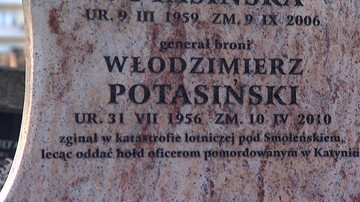 UR. 9 III 1959 ZM. 9 IX 2006
generał broni
WŁODZIMIERZ
POTASIŃSKI
UR. 31 VII 1956 ZM. 10 IV 2010
zginał w katastrofie lotniczej pod Smoleńskiem,
lecąc oddać hołd oficerom pomordowanym w Katyniu